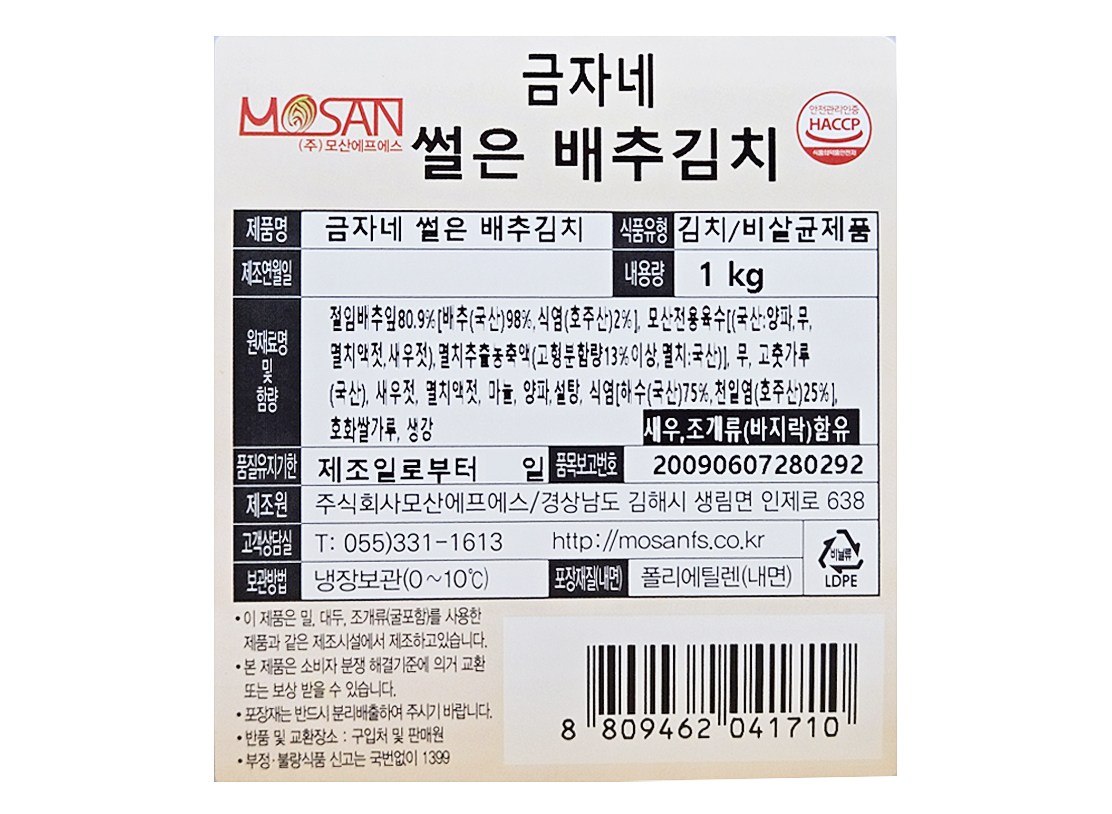 금자네
MOSAN
(주)모산에프에스
썰은 배추김치
안전관리인증
HACCP
식품의약품안전처
제품명 금자네 썰은 배추김치 식품유형 김치/비살균제품
제조연월일 내용량 1 kg
원재료명 및 함량
절임배추잎80.9%[배추(국산)98%,식염(호주산)2%], 모산전용육수[(국산:양파,무,
멸치액젓,새우젓),멸치추출농축액(고형분함량13%이상,멸치:국산)], 무, 고춧가루
(국산), 새우젓, 멸치액젓, 마늘, 양파,설탕, 식염[해수(국산)75%,천일염(호주산)25%],
호화쌀가루, 생강
새우,조개류(바지락)함유
품질유지기한 제조일로부터 일 품목보고번호 20090607280292
제조원 주식회사모산에프에스/경상남도 김해시 생림면 인제로 638
고객상담실 T: 055)331-1613 http://mosanfs.co.kr
비닐류
LDPE
보관방법 냉장보관(0~10℃) 포장재질(내면) 폴리에틸렌(내면)
•이 제품은 밀, 대두, 조개류(굴포함)를 사용한
제품과 같은 제조시설에서 제조하고있습니다.
•본 제품은 소비자 분쟁 해결기준에 의거 교환
또는 보상 받을 수 있습니다.
•포장재는 반드시 분리배출하여 주시기 바랍니다.
•반품 및 교환장소 : 구입처 및 판매원
•부정·불량식품 신고는 국번없이 1399
8 809462 041710